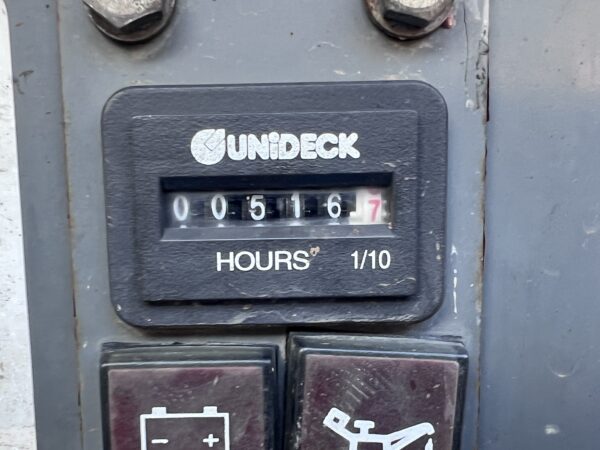 UNiDECK
0 0 5 1 6 7
HOURS 1/10
- +